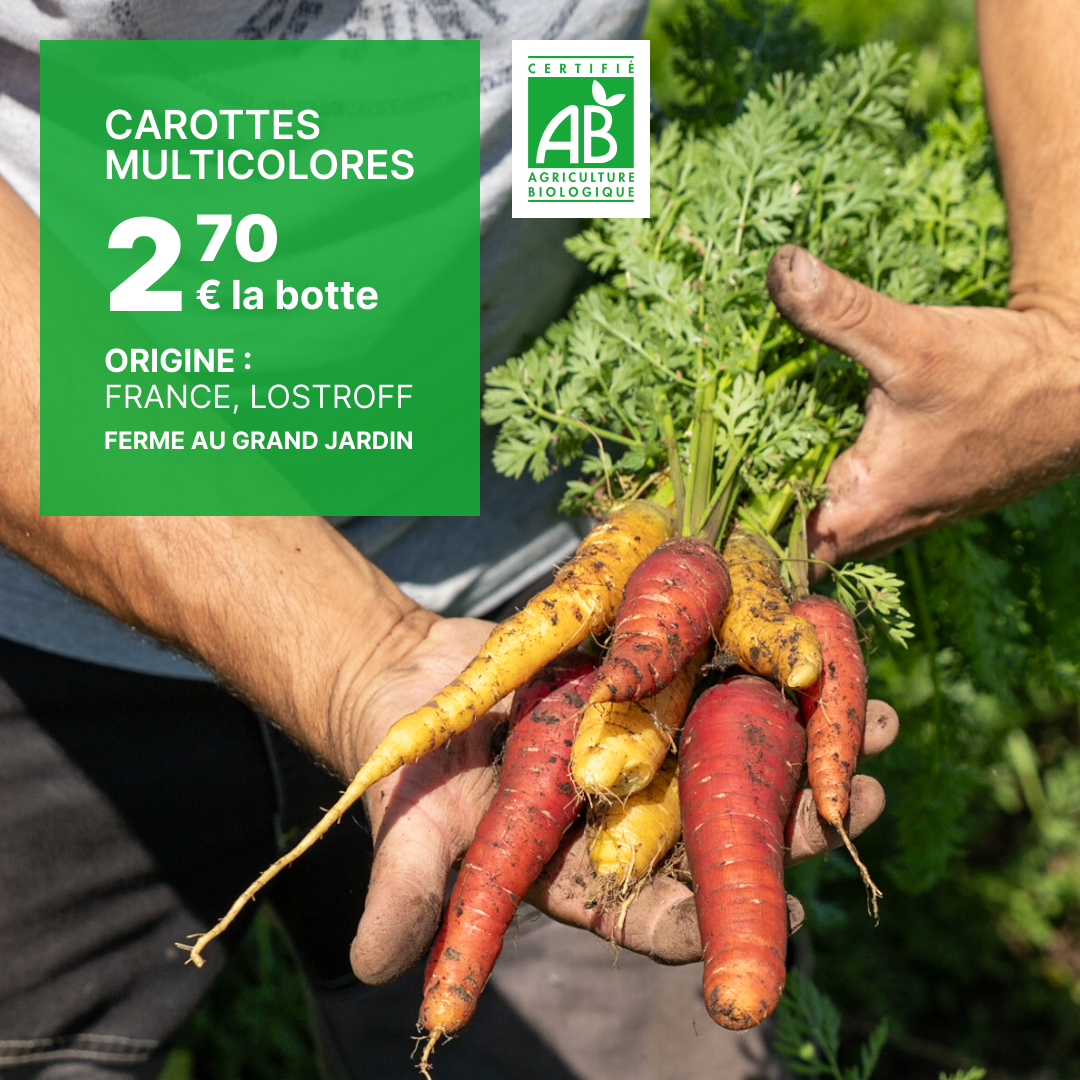 CAROTTES
MULTICOLORES
2 70
€ la botte
ORIGINE :
FRANCE, LOSTROFF
FERME AU GRAND JARDIN
CERTIFIÉ
AB
AGRICULTURE
BIOLOGIQUE